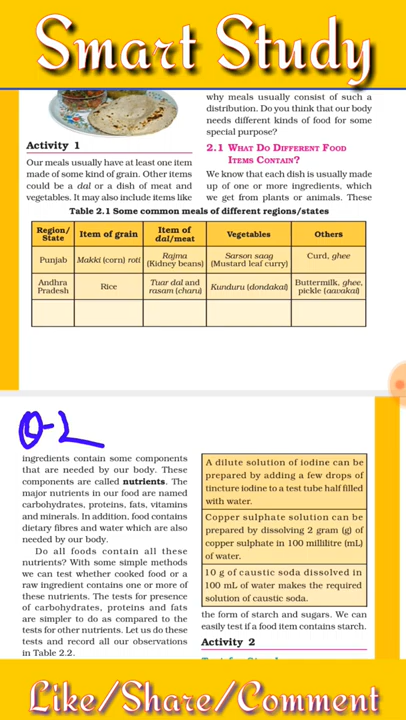 Smart Study
why meals usually consist of such a
distribution. Do you think that our body
needs different kinds of food for some
special purpose?
Activity 1
Our meals usually have at least one item
made of some kind of grain. Other items
could be a dal or a dish of meat and
vegetables. It may also include items like
2.1 WHAT DO DIFFERENT FOOD
ITEMS CONTAIN?
We know that each dish is usually made
up of one or more ingredients, which
we get from plants or animals. These
Table 2.1 Some common meals of different regions/states
Region/ State Item of grain Item of dal/meat Vegetables Others
Punjab Makki (corn) roti Rajma (Kidney beans) Sarson saag (Mustard leaf curry) Curd, ghee
Andhra Pradesh Rice Tuar dal and rasam (charu) Kunduru (dondakai) Buttermilk, ghee, pickle (aavakai)
ingredients contain some components
that are needed by our body. These
components are called nutrients. The
major nutrients in our food are named
carbohydrates, proteins, fats, vitamins
and minerals. In addition, food contains
dietary fibres and water which are also
needed by our body.
Do all foods contain all these
nutrients? With some simple methods
we can test whether cooked food or a
raw ingredient contains one or more of
these nutrients. The tests for presence
of carbohydrates, proteins and fats
are simpler to do as compared to the
tests for other nutrients. Let us do these
tests and record all our observations
in Table 2.2.
A dilute solution of iodine can be
prepared by adding a few drops of
tincture iodine to a test tube half filled
with water.
Copper sulphate solution can be
prepared by dissolving 2 gram (g) of
copper sulphate in 100 millilitre (mL)
of water.
10 g of caustic soda dissolved in
100 mL of water makes the required
solution of caustic soda.
the form of starch and sugars. We can
easily test if a food item contains starch.
Activity 2
Like/Share/Comment